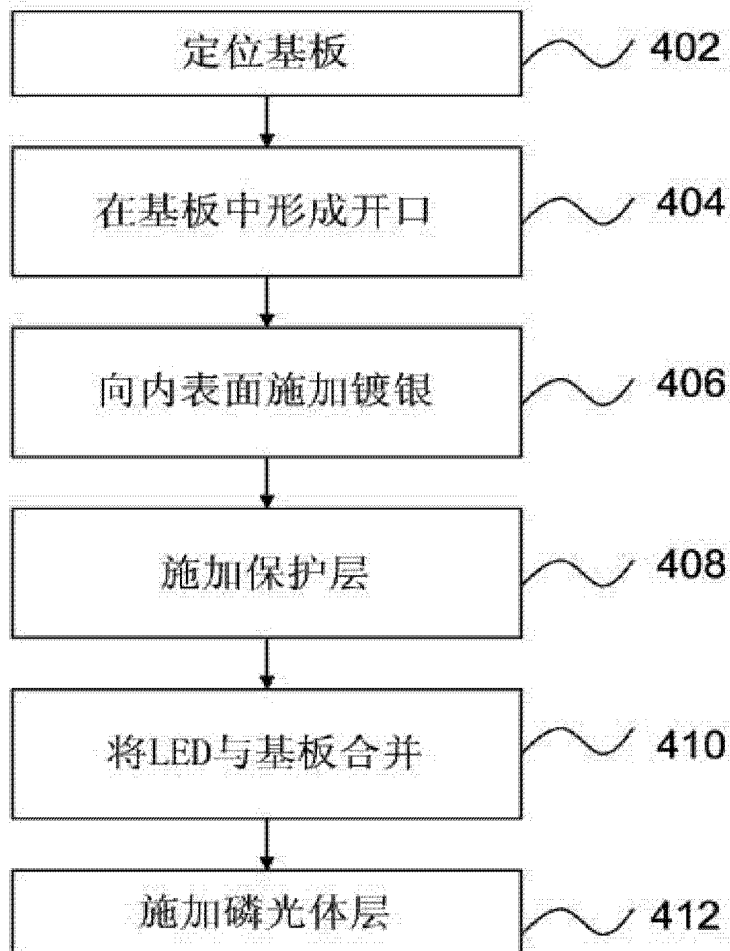 定位基板 402
在基板中形成开口 404
向内表面施加镀银 406
施加保护层 408
将LED与基板合并 410
施加磷光体层 412